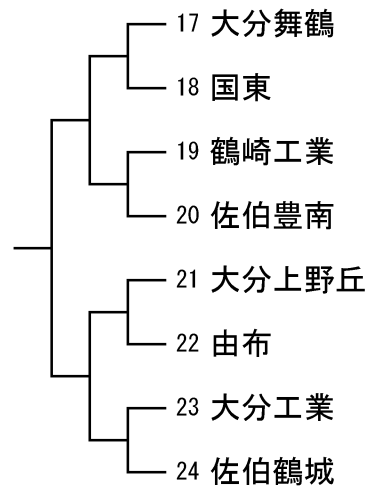 17 大分舞鶴
18 国東
19 鶴崎工業
20 佐伯豊南
21 大分上野丘
22 由布
23 大分工業
24 佐伯鶴城